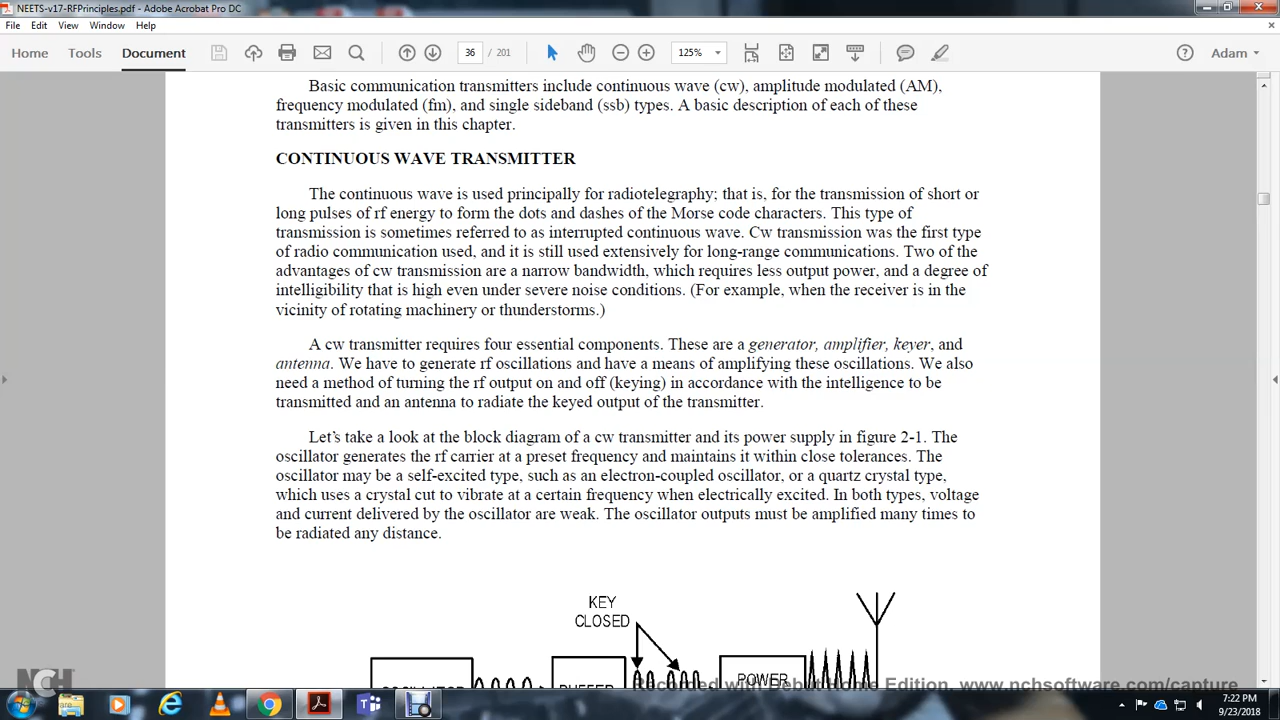 NEETS-v17-RFPrinciples.pdf - Adobe Acrobat Pro DC
File Edit View Window Help
Home Tools Document 36 / 201 125% Adam
Basic communication transmitters include continuous wave (cw), amplitude modulated (AM),
frequency modulated (fm), and single sideband (ssb) types. A basic description of each of these
transmitters is given in this chapter.
CONTINUOUS WAVE TRANSMITTER
The continuous wave is used principally for radiotelegraphy; that is, for the transmission of short or
long pulses of rf energy to form the dots and dashes of the Morse code characters. This type of
transmission is sometimes referred to as interrupted continuous wave. Cw transmission was the first type
of radio communication used, and it is still used extensively for long-range communications. Two of the
advantages of cw transmission are a narrow bandwidth, which requires less output power, and a degree of
intelligibility that is high even under severe noise conditions. (For example, when the receiver is in the
vicinity of rotating machinery or thunderstorms.)
A cw transmitter requires four essential components. These are a generator, amplifier, keyer, and
antenna. We have to generate rf oscillations and have a means of amplifying these oscillations. We also
need a method of turning the rf output on and off (keying) in accordance with the intelligence to be
transmitted and an antenna to radiate the keyed output of the transmitter.
Let's take a look at the block diagram of a cw transmitter and its power supply in figure 2-1. The
oscillator generates the rf carrier at a preset frequency and maintains it within close tolerances. The
oscillator may be a self-excited type, such as an electron-coupled oscillator, or a quartz crystal type,
which uses a crystal cut to vibrate at a certain frequency when electrically excited. In both types, voltage
and current delivered by the oscillator are weak. The oscillator outputs must be amplified many times to
be radiated any distance.
KEY
CLOSED
POWER
NCH
Recorded with Debut Home Edition. www.nchsoftware.com/capture
7:22 PM
9/23/2018